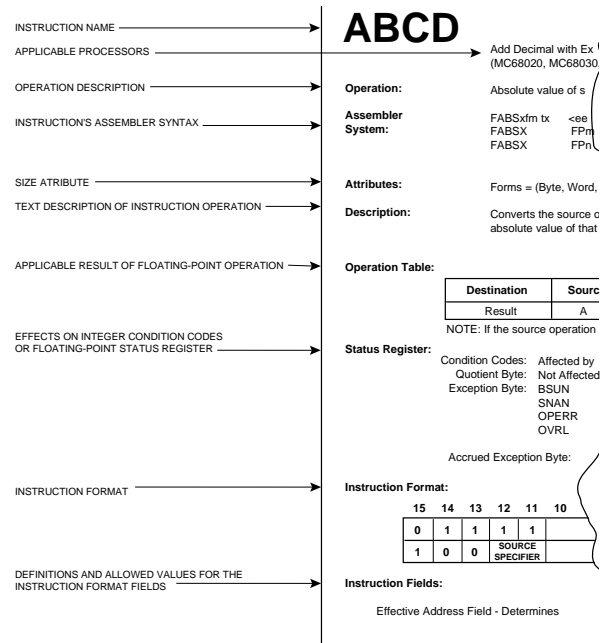 INSTRUCTION NAME
ABCD
APPLICABLE PROCESSORS
Add Decimal with Ex
(MC68020, MC68030,
OPERATION DESCRIPTION
Operation: Absolute value of s
INSTRUCTION'S ASSEMBLER SYNTAX
Assembler
System:
FABSxfm tx <ee
FABSX FPm
FABSX FPn
SIZE ATRIBUTE
Attributes: Forms = (Byte, Word,
TEXT DESCRIPTION OF INSTRUCTION OPERATION
Description: Converts the source o
absolute value of that
APPLICABLE RESULT OF FLOATING-POINT OPERATION
Operation Table:
Destination Sourc
Result A
NOTE: If the source operation
EFFECTS ON INTEGER CONDITION CODES
OR FLOATING-POINT STATUS REGISTER
Status Register:
Condition Codes: Affected by
Quotient Byte: Not Affected
Exception Byte: BSUN
SNAN
OPERR
OVRL
Accrued Exception Byte:
INSTRUCTION FORMAT
Instruction Format:
15 14 13 12 11 10
0 1 1 1 1
1 0 0 SOURCE
SPECIFIER
DEFINITIONS AND ALLOWED VALUES FOR THE
INSTRUCTION FORMAT FIELDS
Instruction Fields:
Effective Address Field - Determines